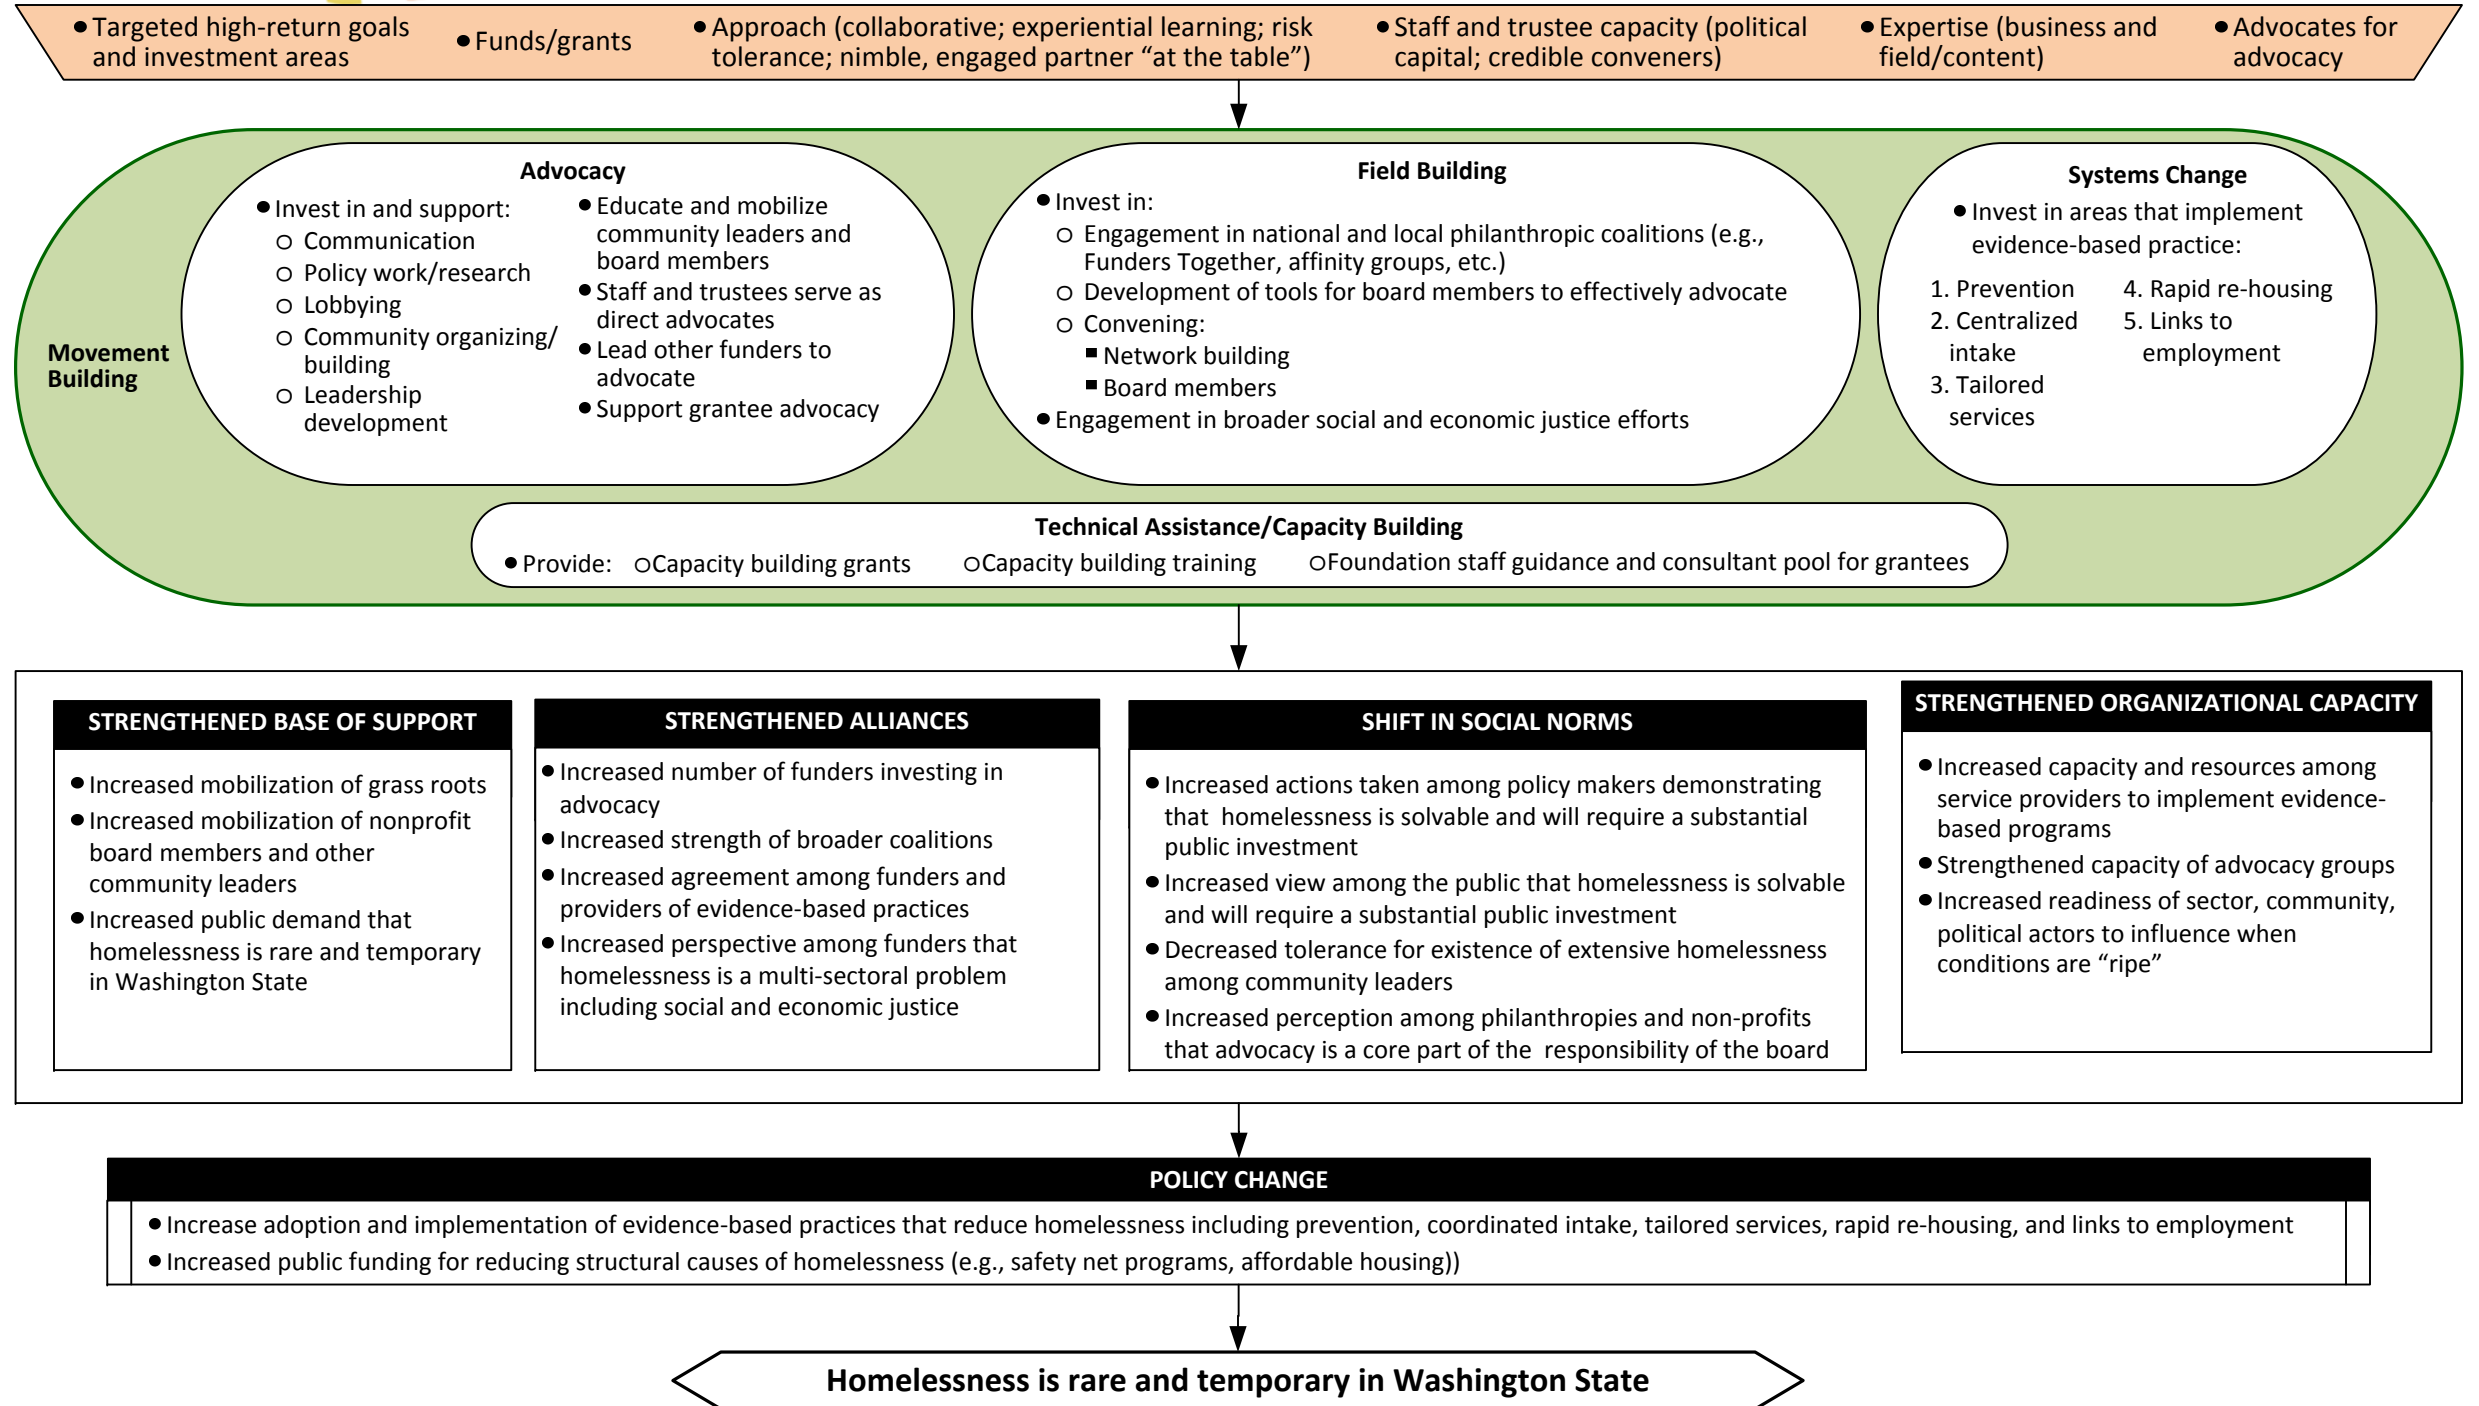 ● Targeted high-return goals
and investment areas
● Funds/grants
● Approach (collaborative; experiential learning; risk
tolerance; nimble, engaged partner “at the table”)
● Staff and trustee capacity (political
capital; credible conveners)
● Expertise (business and
field/content)
● Advocates for
advocacy
Movement
Building
Advocacy
● Invest in and support:
○ Communication
○ Policy work/research
○ Lobbying
○ Community organizing/
building
○ Leadership
development
● Educate and mobilize
community leaders and
board members
● Staff and trustees serve as
direct advocates
● Lead other funders to
advocate
● Support grantee advocacy
Field Building
● Invest in:
○ Engagement in national and local philanthropic coalitions (e.g.,
Funders Together, affinity groups, etc.)
○ Development of tools for board members to effectively advocate
○ Convening:
■ Network building
■ Board members
● Engagement in broader social and economic justice efforts
Systems Change
● Invest in areas that implement
evidence-based practice:
1. Prevention
2. Centralized
intake
3. Tailored
services
4. Rapid re-housing
5. Links to
employment
Technical Assistance/Capacity Building
● Provide: ○Capacity building grants ○Capacity building training ○Foundation staff guidance and consultant pool for grantees
STRENGTHENED BASE OF SUPPORT
● Increased mobilization of grass roots
● Increased mobilization of nonprofit
board members and other
community leaders
● Increased public demand that
homelessness is rare and temporary
in Washington State
STRENGTHENED ALLIANCES
● Increased number of funders investing in
advocacy
● Increased strength of broader coalitions
● Increased agreement among funders and
providers of evidence-based practices
● Increased perspective among funders that
homelessness is a multi-sectoral problem
including social and economic justice
SHIFT IN SOCIAL NORMS
● Increased actions taken among policy makers demonstrating
that homelessness is solvable and will require a substantial
public investment
● Increased view among the public that homelessness is solvable
and will require a substantial public investment
● Decreased tolerance for existence of extensive homelessness
among community leaders
● Increased perception among philanthropies and non-profits
that advocacy is a core part of the responsibility of the board
STRENGTHENED ORGANIZATIONAL CAPACITY
● Increased capacity and resources among
service providers to implement evidence-
based programs
● Strengthened capacity of advocacy groups
● Increased readiness of sector, community,
political actors to influence when
conditions are “ripe”
POLICY CHANGE
● Increase adoption and implementation of evidence-based practices that reduce homelessness including prevention, coordinated intake, tailored services, rapid re-housing, and links to employment
● Increased public funding for reducing structural causes of homelessness (e.g., safety net programs, affordable housing))
Homelessness is rare and temporary in Washington State